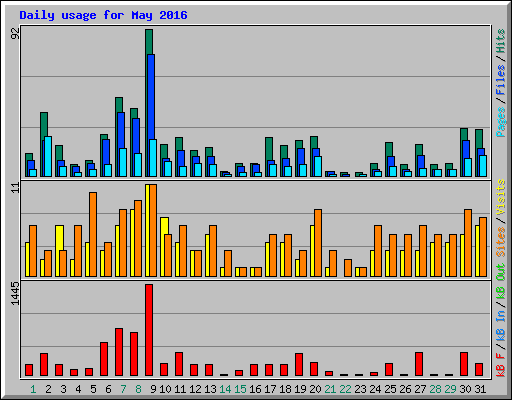 Daily usage for May 2016
92
Pages / Files / Hits
11
Sites / Visits
1445
kB F / kB In / kB Out
1 2 3 4 5 6 7 8 9 10 11 12 13 14 15 16 17 18 19 20 21 22 23 24 25 26 27 28 29 30 31